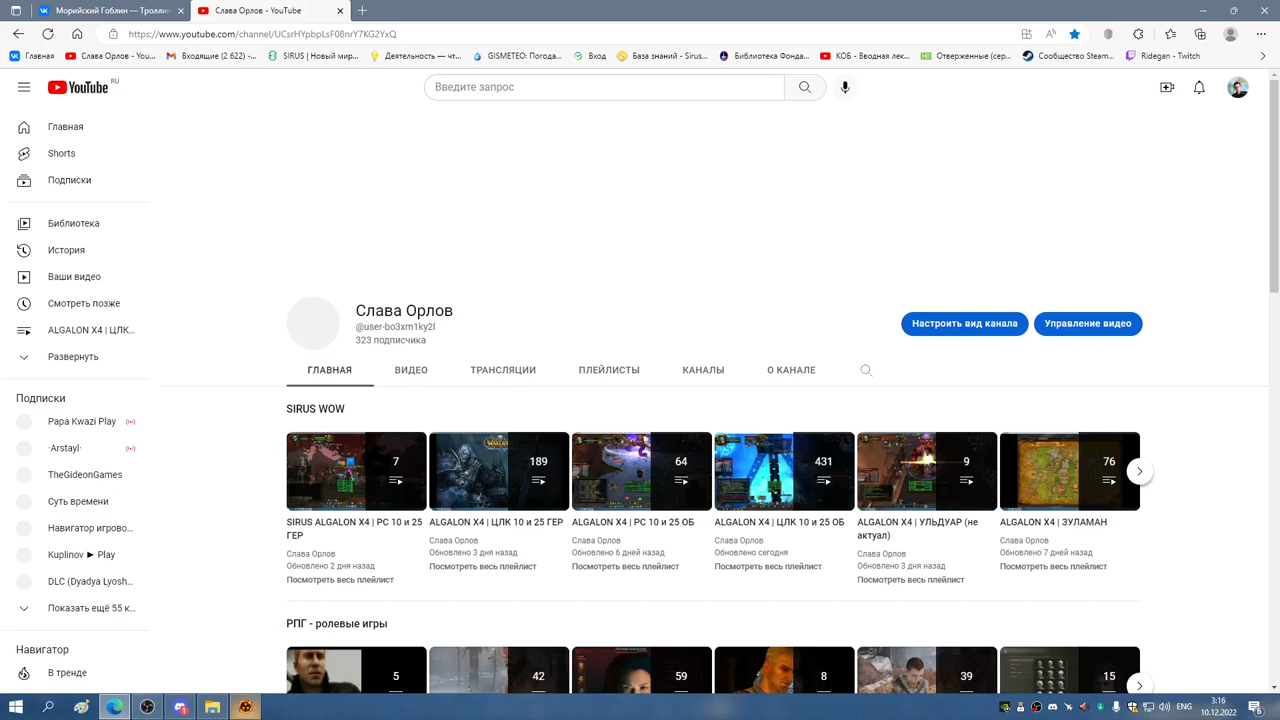 Морийский Гоблин — Троллин
Слава Орлов - YouTube
https://www.youtube.com/channel/UCsrHYpbpLsF08nrY7KG2YxQ
Главная
Слава Орлов - You...
Входящие (2 622) -...
SIRUS | Новый мир...
Деятельность — чт...
GISMETEO: Погода...
Вход
База знаний - Sirus...
Библиотека Фонда...
КОБ - Вводная лек...
Отверженные (сер...
Сообщество Steam...
Ridegan - Twitch
YouTube RU
Введите запрос
Главная
Shorts
Подписки
Библиотека
История
Ваши видео
Смотреть позже
ALGALON X4 | ЦЛК...
Развернуть
Подписки
Papa Kwazi Play
·Arstayl·
TheGideonGames
Суть времени
Навигатор игрово...
Kuplinov ► Play
DLC (Dyadya Lyosh...
Показать ещё 55 к...
Навигатор
В тренде
Слава Орлов
@user-bo3xm1ky2l
323 подписчика
Настроить вид канала
Управление видео
ГЛАВНАЯ
ВИДЕО
ТРАНСЛЯЦИИ
ПЛЕЙЛИСТЫ
КАНАЛЫ
О КАНАЛЕ
SIRUS WOW
7
189
64
431
9
76
SIRUS ALGALON X4 | РС 10 и 25 ГЕР
Слава Орлов
Обновлено 2 дня назад
Посмотреть весь плейлист
ALGALON X4 | ЦЛК 10 и 25 ГЕР
Слава Орлов
Обновлено 3 дня назад
Посмотреть весь плейлист
ALGALON X4 | РС 10 и 25 ОБ
Слава Орлов
Обновлено 6 дней назад
Посмотреть весь плейлист
ALGALON X4 | ЦЛК 10 и 25 ОБ
Слава Орлов
Обновлено сегодня
Посмотреть весь плейлист
ALGALON X4 | УЛЬДУАР (не актуал)
Слава Орлов
Обновлено 3 дня назад
Посмотреть весь плейлист
ALGALON X4 | ЗУЛАМАН
Слава Орлов
Обновлено 7 дней назад
Посмотреть весь плейлист
РПГ - ролевые игры
5
42
59
8
39
15
ENG
3:16
10.12.2022
6